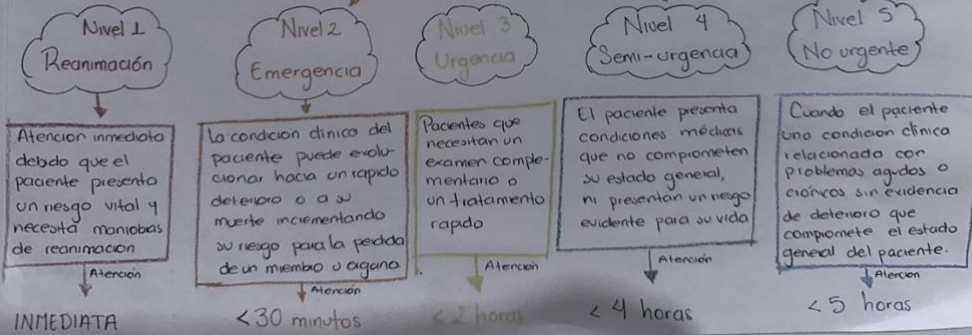 Nivel 1
Reanimación
Atención inmediata
debido que el
paciente presenta
un riesgo vital y
necesita maniobas
de reanimación
Atención
INMEDIATA
Nivel 2
Emergencia
La condición clínica del
paciente puede evolu-
cionar hacia un rapido
deterioro o a su
muerte incrementando
su riesgo para la perdida
de un miembro u organo
Atención
< 30 minutos
Nivel 3
Urgencia
Pacientes que
necesitan un
examen comple-
mentario o
un tratamiento
rapido
Atención
< 2 horas
Nivel 4
Semi-urgencia
El paciente presenta
condiciones médicas
que no comprometen
su estado general,
ni presentan un riesgo
evidente para su vida
Atención
< 4 horas
Nivel 5
No urgente
Cuando el paciente
una condición clínica
relacionado con
problemas agudos o
crónicos sin evidencia
de deterioro que
compromete el estado
general del paciente.
Atención
< 5 horas